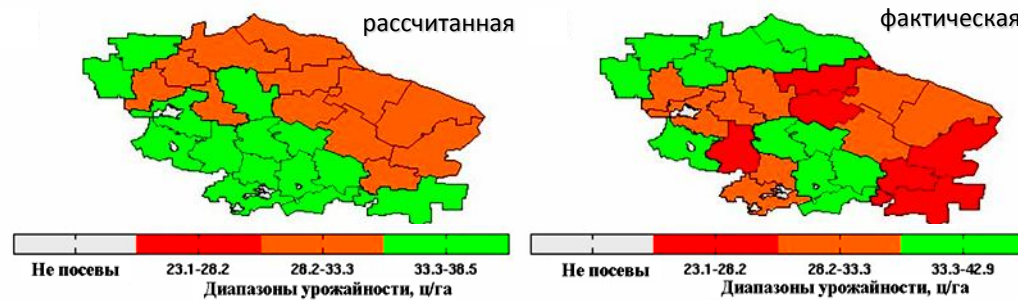 рассчитанная
Не посевы 23.1-28.2 28.2-33.3 33.3-38.5
Диапазоны урожайности, ц/га
фактическая
Не посевы 23.1-28.2 28.2-33.3 33.3-42.9
Диапазоны урожайности, ц/га